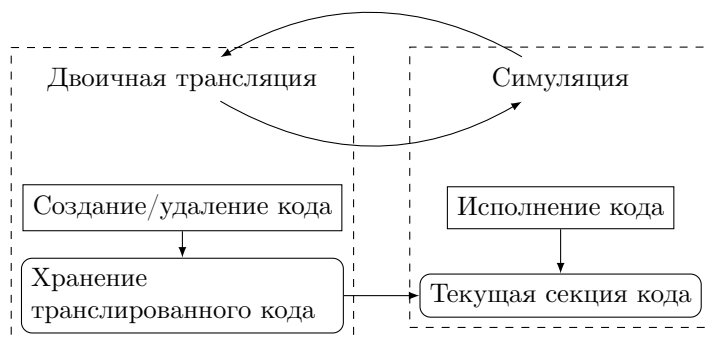 Двоичная трансляция
Симуляция
Создание/удаление кода
Исполнение кода
Хранение
транслированного кода
Текущая секция кода